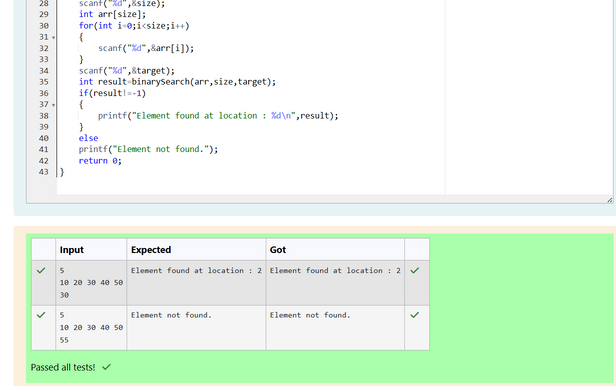 28 scanf("%d",&size);
29 int arr[size];
30 for(int i=0;i<size;i++)
31 {
32 scanf("%d",&arr[i]);
33 }
34 scanf("%d",&target);
35 int result=binarySearch(arr,size,target);
36 if(result!=-1)
37 {
38 printf("Element found at location : %d\n",result);
39 }
40 else
41 printf("Element not found.");
42 return 0;
43 }
Input Expected Got
5 Element found at location : 2 Element found at location : 2
10 20 30 40 50
30
5 Element not found. Element not found.
10 20 30 40 50
55
Passed all tests!